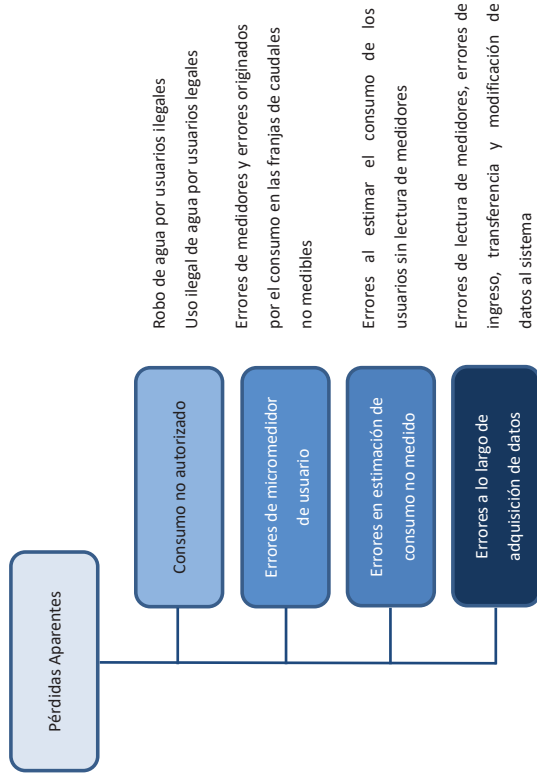 Pérdidas Aparentes
Consumo no autorizado
Robo de agua por usuarios ilegales
Uso ilegal de agua por usuarios legales
Errores de micromedidor
de usuario
Errores de medidores y errores originados
por el consumo en las franjas de caudales
no medibles
Errores en estimación de
consumo no medido
Errores al estimar el consumo de los
usuarios sin lectura de medidores
Errores a lo largo de
adquisición de datos
Errores de lectura de medidores, errores de
ingreso, transferencia y modificación de
datos al sistema